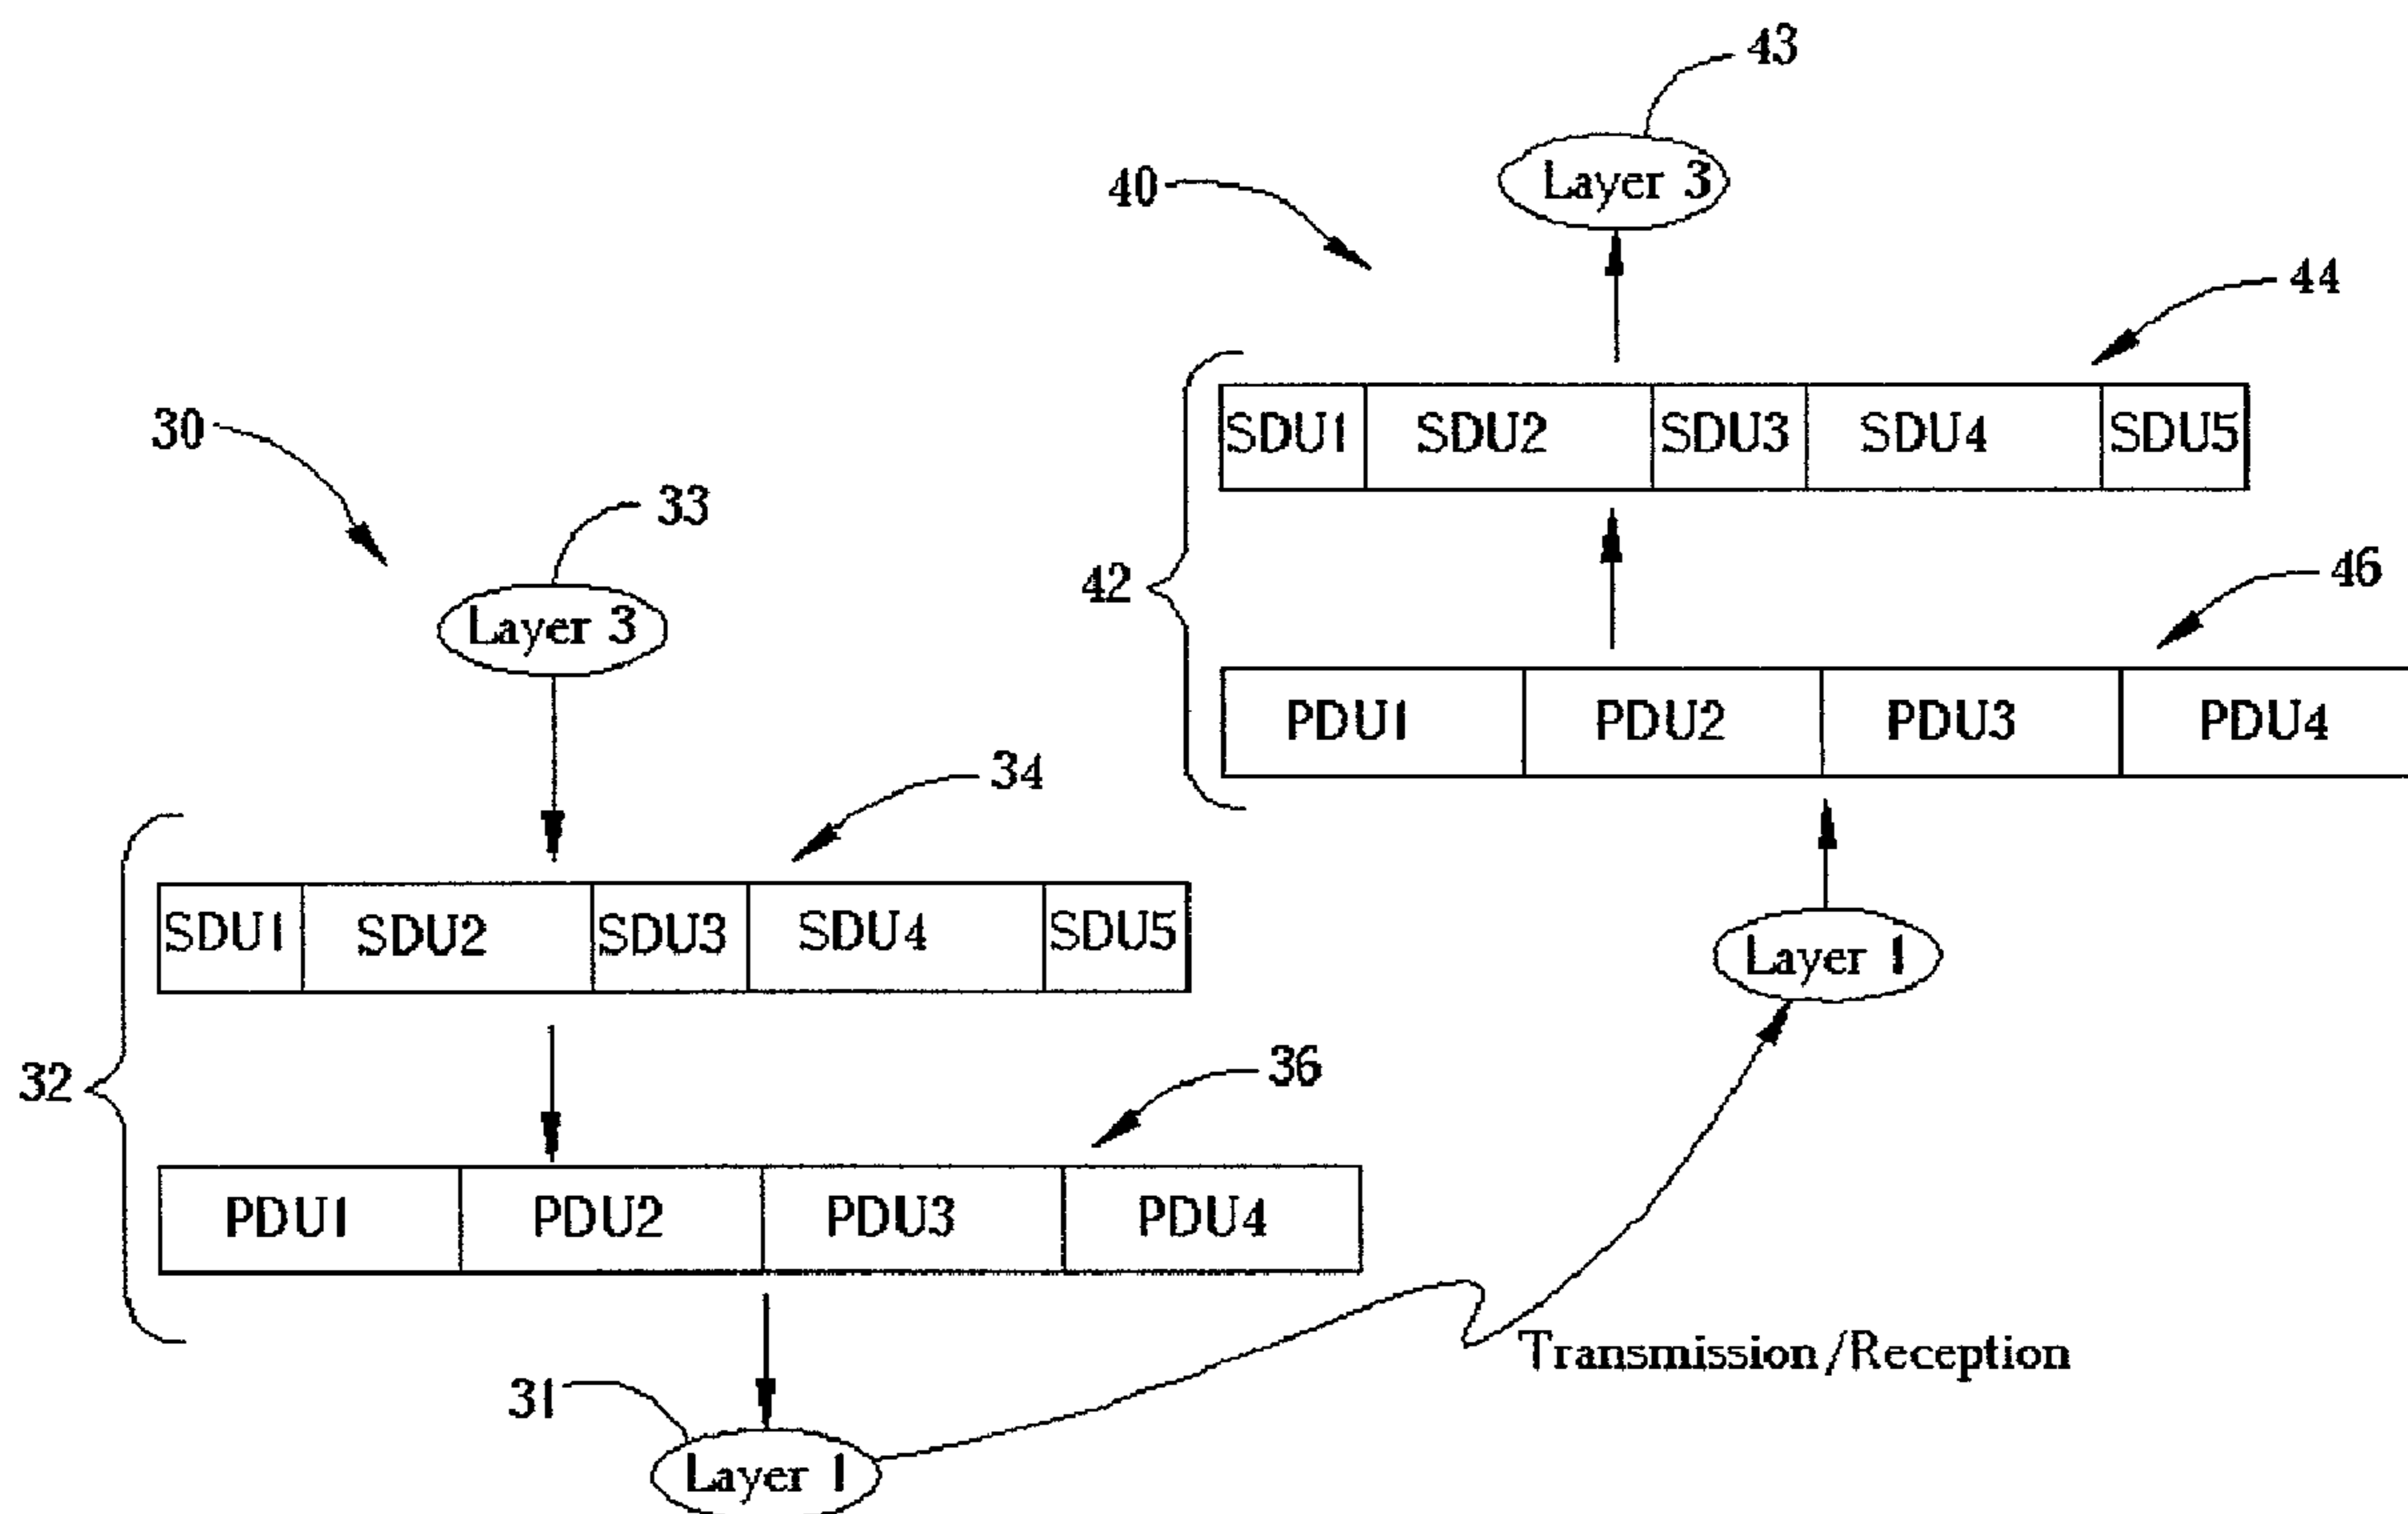 43
Layer 3
40
44
SDU1 SDU2 SDU3 SDU4 SDU5
42
46
PDU1 PDU2 PDU3 PDU4
Layer 1
30
33
Layer 3
34
SDU1 SDU2 SDU3 SDU4 SDU5
32
36
PDU1 PDU2 PDU3 PDU4
31
Layer 1
Transmission/Reception